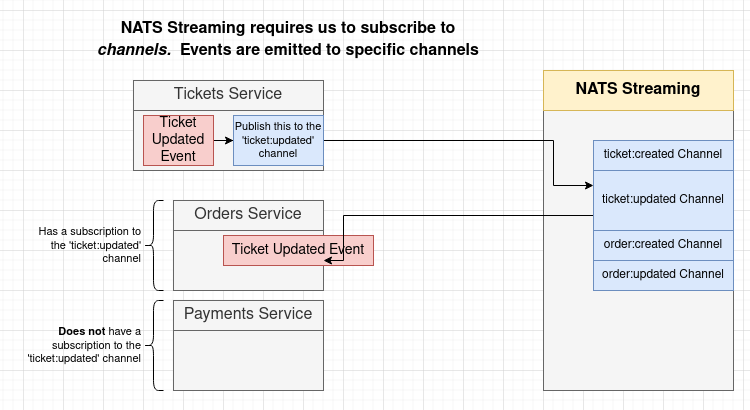 NATS Streaming requires us to subscribe to
channels. Events are emitted to specific channels
Tickets Service
Ticket
Updated
Event
Publish this to the
'ticket:updated'
channel
NATS Streaming
ticket:created Channel
ticket:updated Channel
order:created Channel
order:updated Channel
Has a subscription to
the 'ticket:updated'
channel
Orders Service
Ticket Updated Event
Does not have a
subscription to the
'ticket:updated' channel
Payments Service